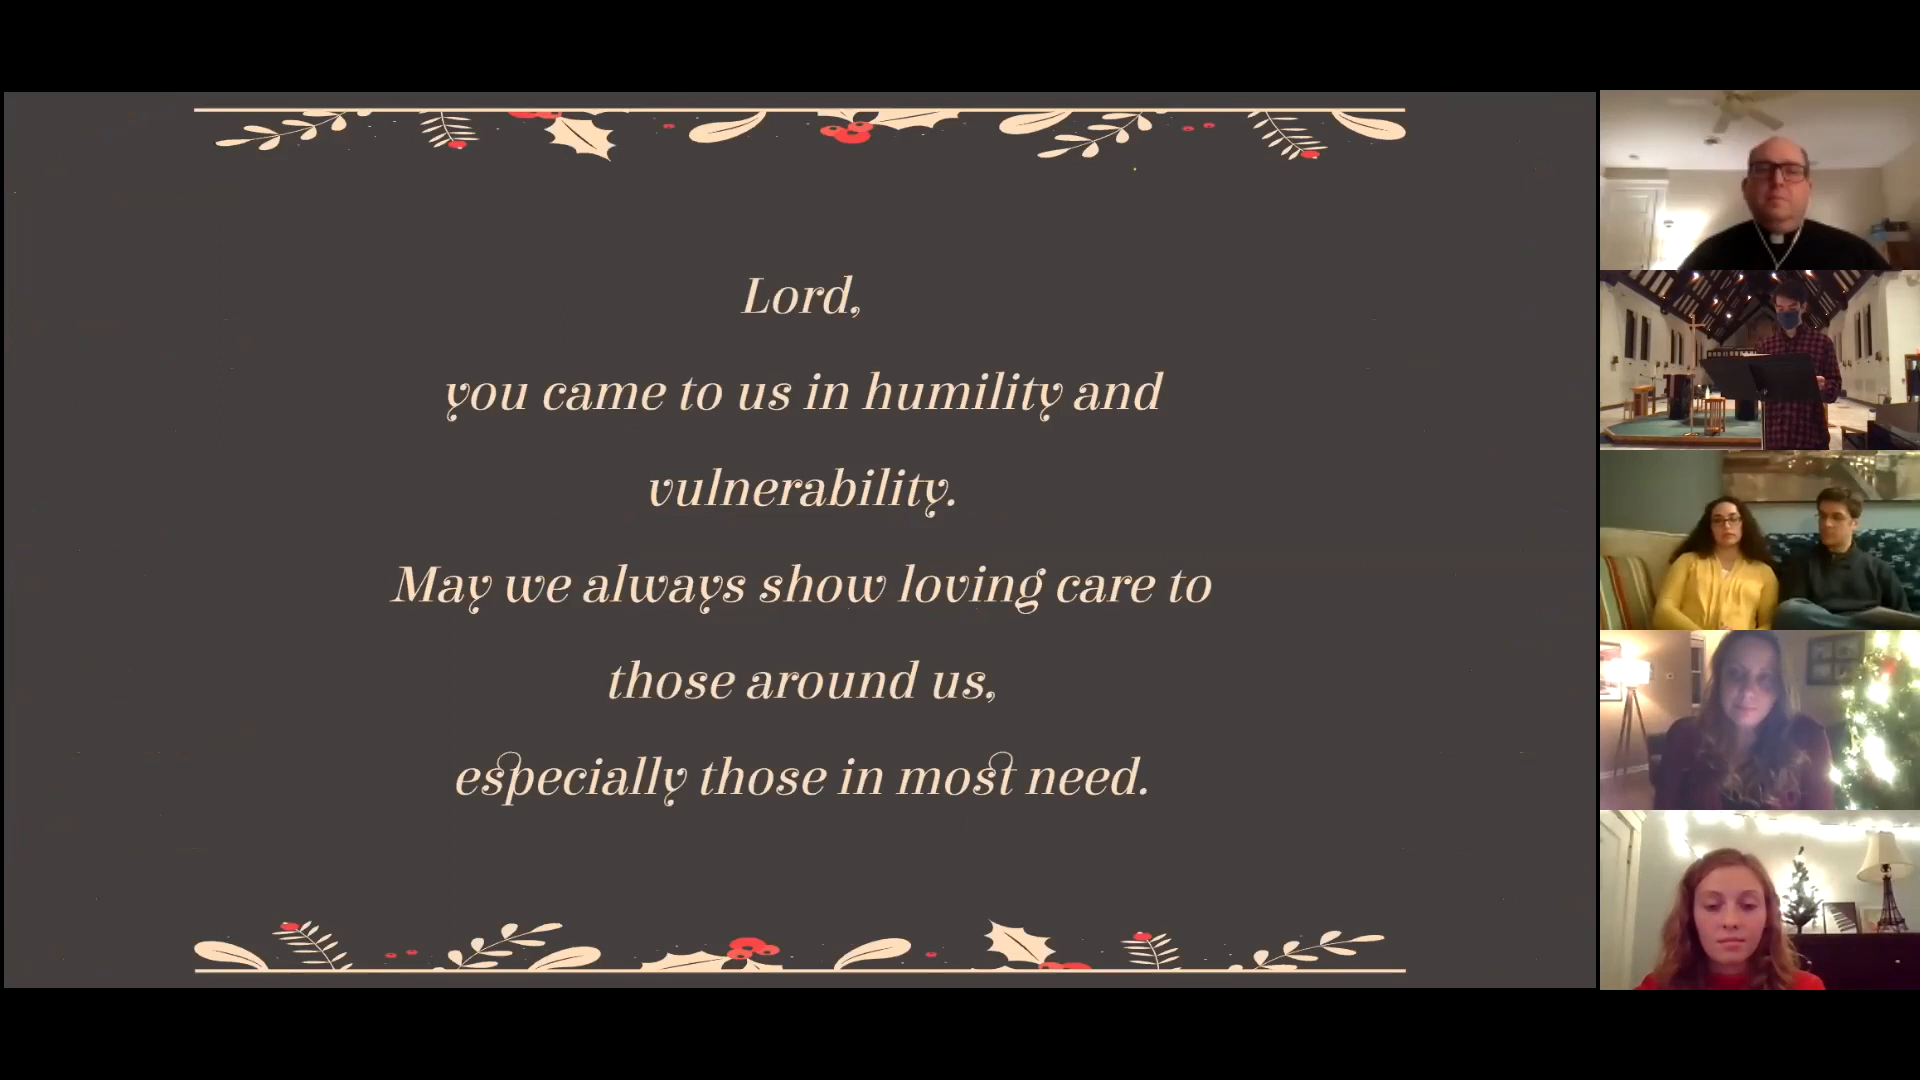 Lord,
you came to us in humility and
vulnerability.
May we always show loving care to
those around us,
especially those in most need.